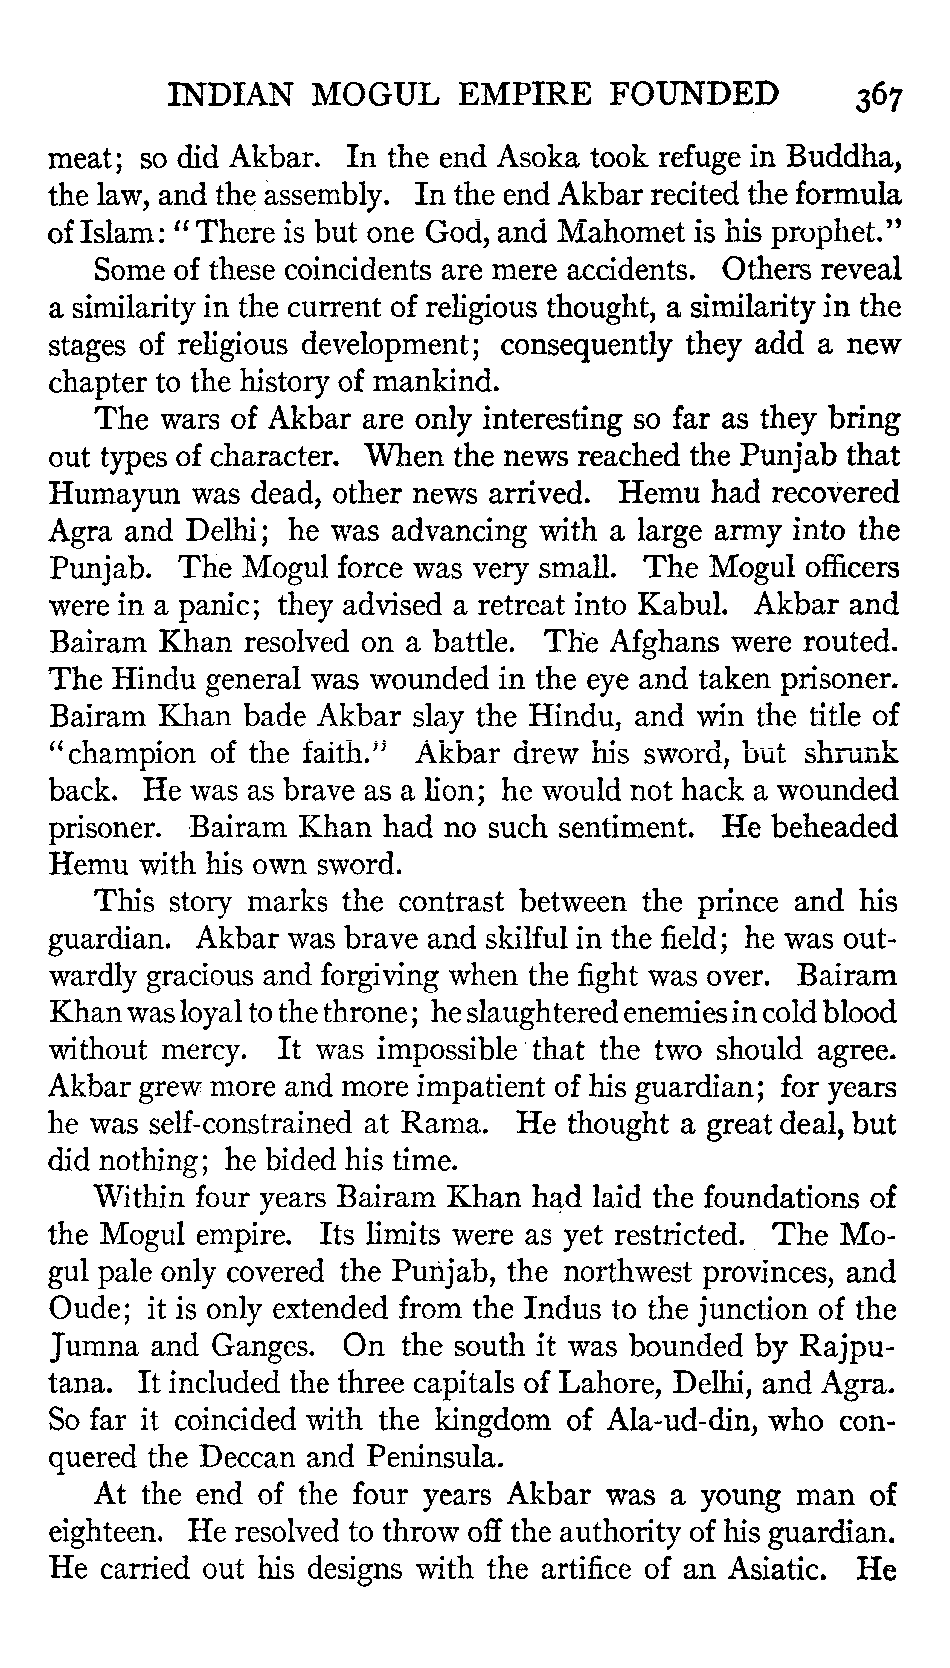 INDIAN MOGUL EMPIRE FOUNDED 367
meat; so did Akbar. In the end Asoka took refuge in Buddha,
the law, and the assembly. In the end Akbar recited the formula
of Islam: "There is but one God, and Mahomet is his prophet."
Some of these coincidents are mere accidents. Others reveal
a similarity in the current of religious thought, a similarity in the
stages of religious development; consequently they add a new
chapter to the history of mankind.
The wars of Akbar are only interesting so far as they bring
out types of character. When the news reached the Punjab that
Humayun was dead, other news arrived. Hemu had recovered
Agra and Delhi; he was advancing with a large army into the
Punjab. The Mogul force was very small. The Mogul officers
were in a panic; they advised a retreat into Kabul. Akbar and
Bairam Khan resolved on a battle. The Afghans were routed.
The Hindu general was wounded in the eye and taken prisoner.
Bairam Khan bade Akbar slay the Hindu, and win the title of
"champion of the faith." Akbar drew his sword, but shrunk
back. He was as brave as a lion; he would not hack a wounded
prisoner. Bairam Khan had no such sentiment. He beheaded
Hemu with his own sword.
This story marks the contrast between the prince and his
guardian. Akbar was brave and skilful in the field; he was out-
wardly gracious and forgiving when the fight was over. Bairam
Khan was loyal to the throne; he slaughtered enemies in cold blood
without mercy. It was impossible that the two should agree.
Akbar grew more and more impatient of his guardian; for years
he was self-constrained at Rama. He thought a great deal, but
did nothing; he bided his time.
Within four years Bairam Khan had laid the foundations of
the Mogul empire. Its limits were as yet restricted. The Mo-
gul pale only covered the Punjab, the northwest provinces, and
Oude; it is only extended from the Indus to the junction of the
Jumna and Ganges. On the south it was bounded by Rajpu-
tana. It included the three capitals of Lahore, Delhi, and Agra.
So far it coincided with the kingdom of Ala-ud-din, who con-
quered the Deccan and Peninsula.
At the end of the four years Akbar was a young man of
eighteen. He resolved to throw off the authority of his guardian.
He carried out his designs with the artifice of an Asiatic. He